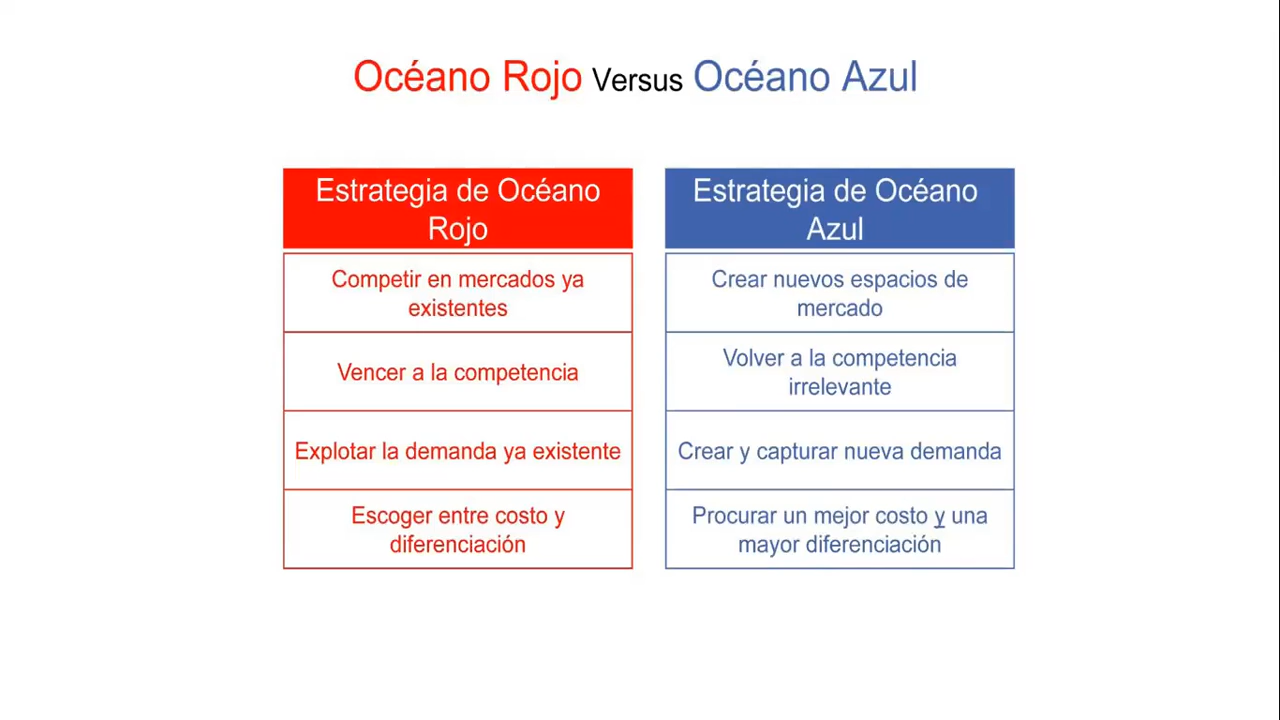 Océano Rojo Versus Océano Azul
Estrategia de Océano
Rojo
Competir en mercados ya
existentes
Vencer a la competencia
Explotar la demanda ya existente
Escoger entre costo y
diferenciación
Estrategia de Océano
Azul
Crear nuevos espacios de
mercado
Volver a la competencia
irrelevante
Crear y capturar nueva demanda
Procurar un mejor costo y una
mayor diferenciación